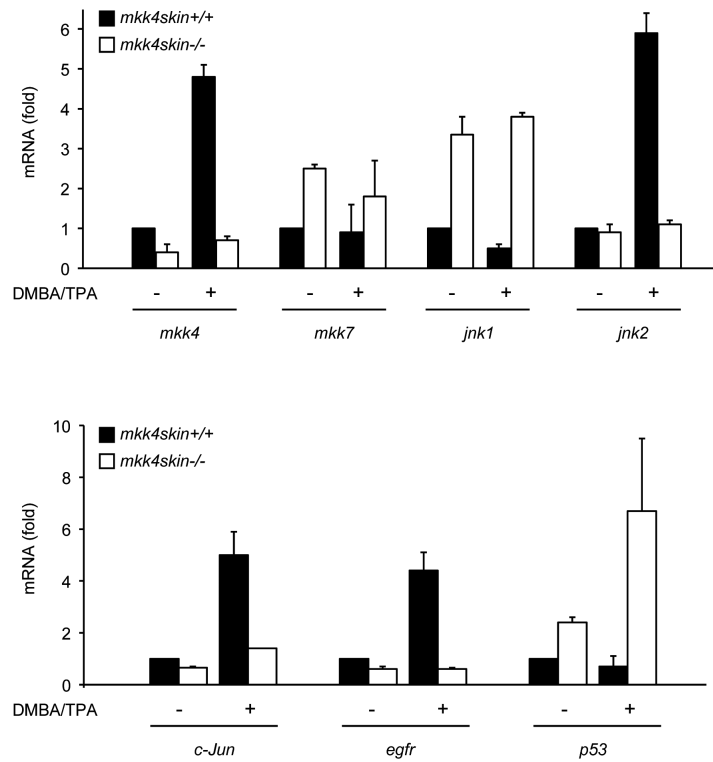 mkk4skin+/+
mkk4skin-/-
mRNA (fold)
6
5
4
3
2
1
0
DMBA/TPA - + - + - + - +
mkk4 mkk7 jnk1 jnk2
mkk4skin+/+
mkk4skin-/-
mRNA (fold)
10
8
6
4
2
0
DMBA/TPA - + - + - +
c-Jun egfr p53